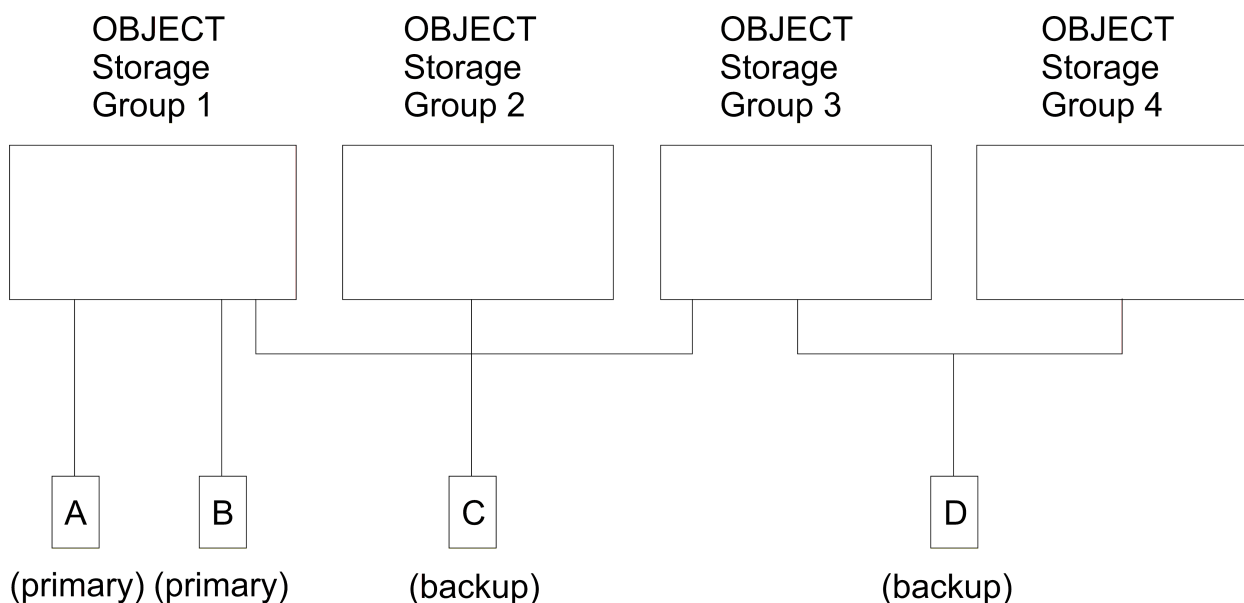 OBJECT
Storage
Group 1
OBJECT
Storage
Group 2
OBJECT
Storage
Group 3
OBJECT
Storage
Group 4
A
B
C
D
(primary)
(primary)
(backup)
(backup)